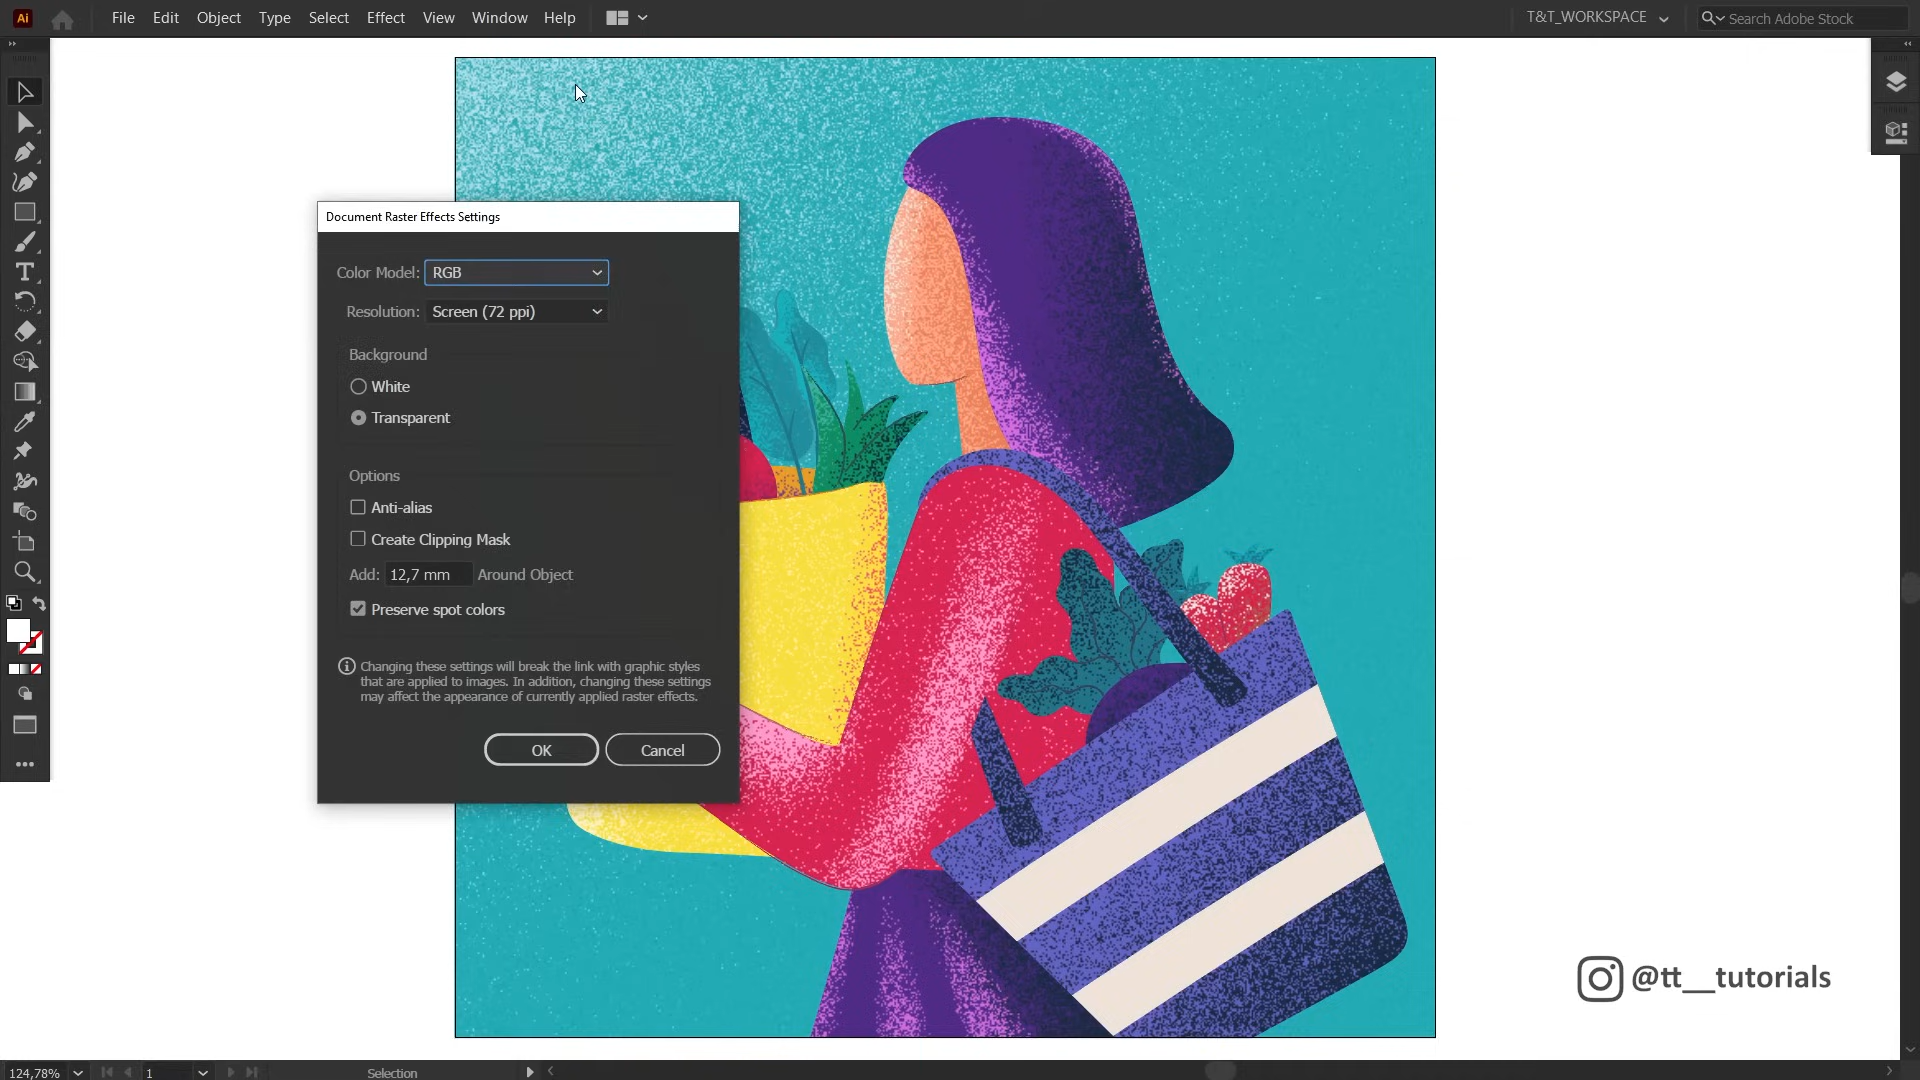 Ai File Edit Object Type Select Effect View Window Help T&T_WORKSPACE Search Adobe Stock
Document Raster Effects Settings
Color Model: RGB
Resolution: Screen (72 ppi)
Background
White
Transparent
Options
Anti-alias
Create Clipping Mask
Add: 12,7 mm Around Object
Preserve spot colors
Changing these settings will break the link with graphic styles
that are applied to images. In addition, changing these settings
may affect the appearance of currently applied raster effects.
OK Cancel
@tt__tutorials
124,78% 1 Selection